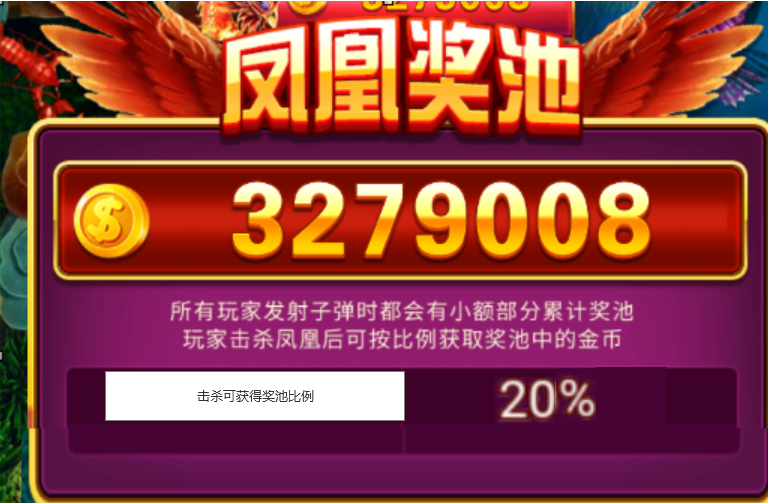 凤凰奖池
3279008
所有玩家发射子弹时都会有小额部分累计奖池
玩家击杀凤凰后可按比例获取奖池中的金币
击杀可获得奖池比例 20%